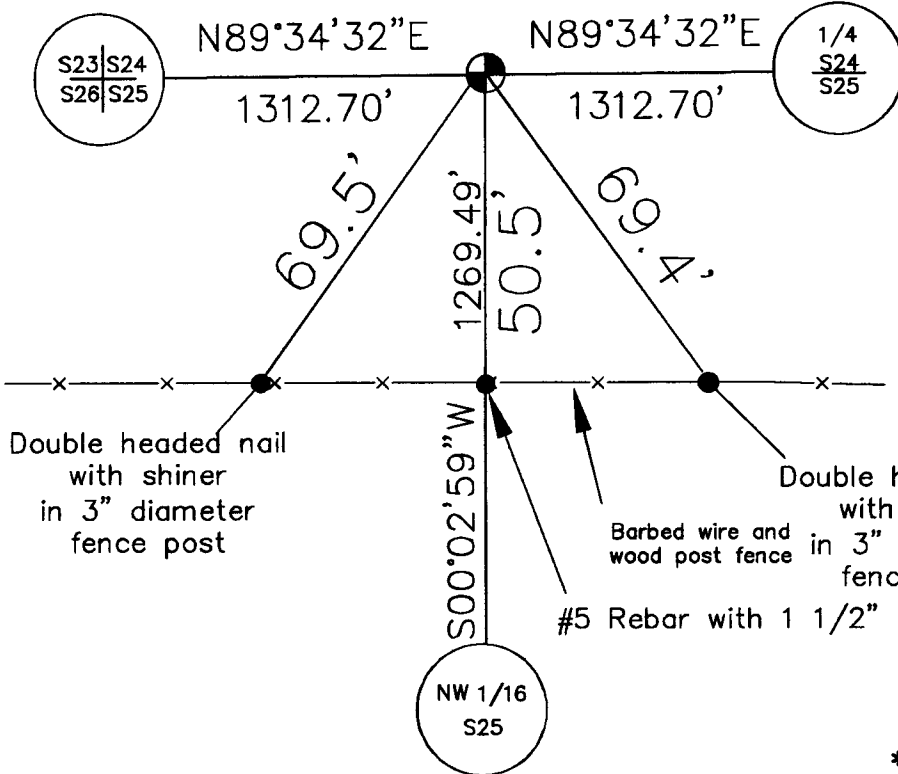 N89°34'32"E
N89°34'32"E
S23 S24
S26 S25
1312.70'
1312.70'
1/4
S24
S25
69.5'
1269.49'
50.5'
69.4'
Double headed nail
with shiner
in 3" diameter
fence post
S00°02'59"W
Barbed wire and
wood post fence
Double
with
in 3"
#5 Rebar with 1 1/2"
NW 1/16
S25
*